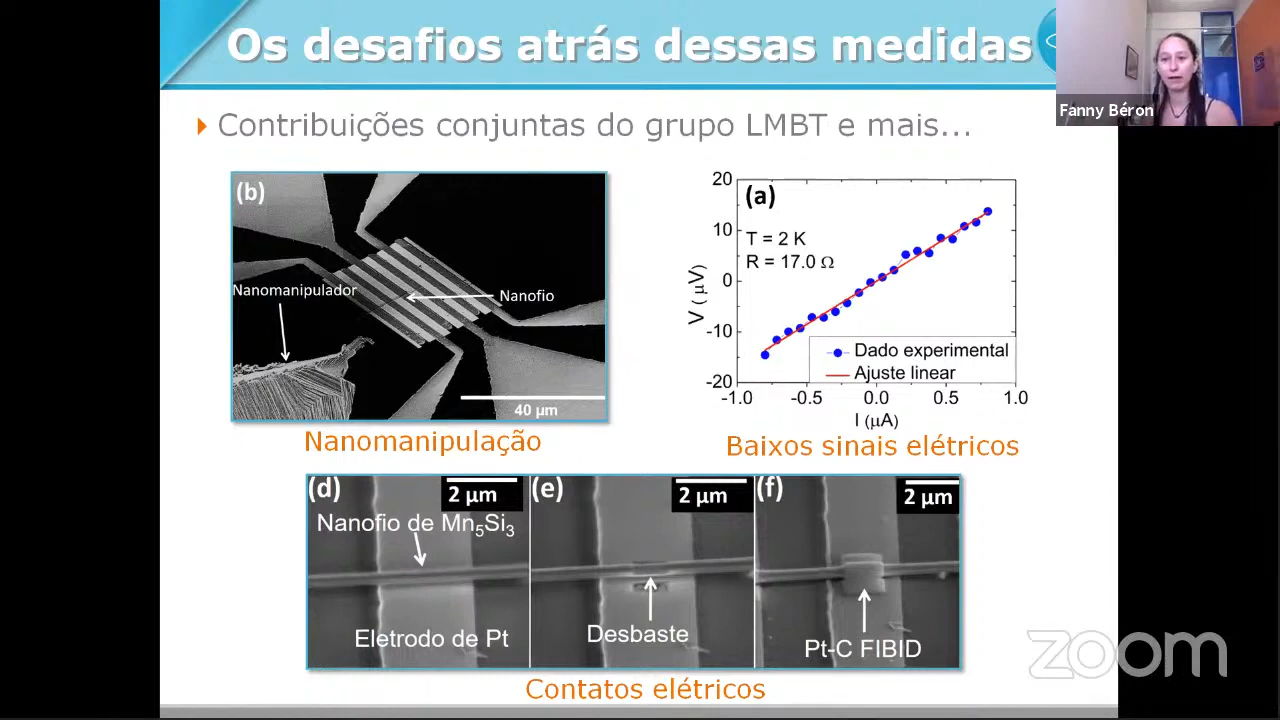 Os desafios atrás dessas medidas
Fanny Béron
Contribuições conjuntas do grupo LMBT e mais...
(b)
Nanomanipulador
Nanofio
40 µm
Nanomanipulação
(a)
T = 2 K
R = 17.0 Ω
20
10
0
-10
-20
V ( µV)
Dado experimental
Ajuste linear
-1.0 -0.5 0.0 0.5 1.0
I (µA)
Baixos sinais elétricos
(d)
2 µm
Nanofio de Mn₅Si₃
Eletrodo de Pt
(e)
2 µm
Desbaste
(f)
2 µm
Pt-C FIBID
Contatos elétricos
zoom